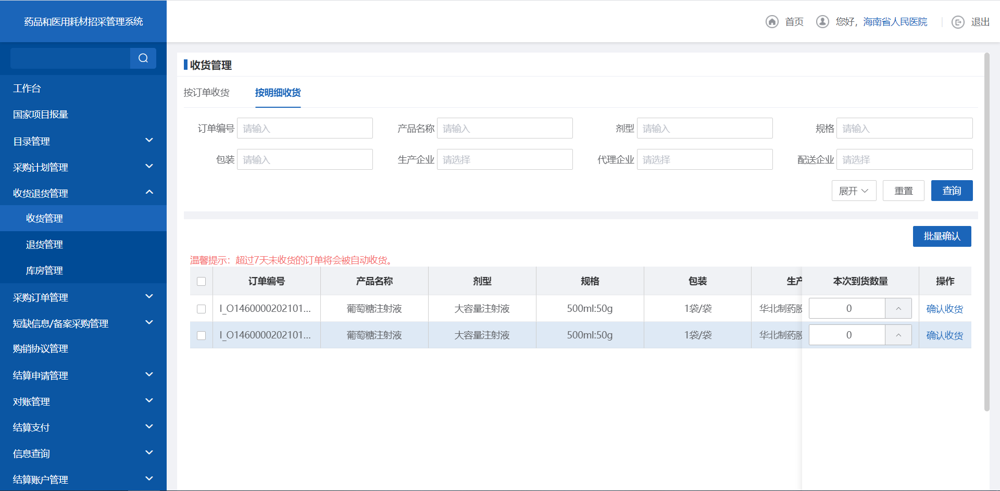 药品和医用耗材招采管理系统
首页
您好，海南省人民医院
退出
工作台
国家项目报量
目录管理
采购计划管理
收货退货管理
收货管理
退货管理
库房管理
采购订单管理
短缺信息/备案采购管理
购销协议管理
结算申请管理
对账管理
结算支付
信息查询
结算账户管理
收货管理
按订单收货 按明细收货
订单编号 请输入 产品名称 请输入 剂型 请输入 规格 请输入
包装 请输入 生产企业 请选择 代理企业 请选择 配送企业 请选择
展开 重置 查询
批量确认
温馨提示：超过7天未收货的订单将会被自动收货。
订单编号 产品名称 剂型 规格 包装 生产 本次到货数量 操作
I_O1460000202101... 葡萄糖注射液 大容量注射液 500ml:50g 1袋/袋 华北制药股 0 确认收货
I_O1460000202101... 葡萄糖注射液 大容量注射液 500ml:50g 1袋/袋 华北制药股 0 确认收货